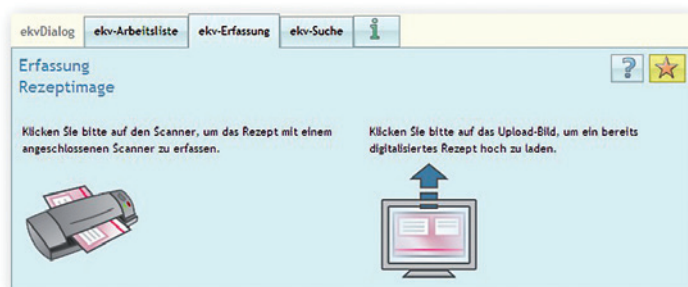 ekvDialog ekv-Arbeitsliste ekv-Erfassung ekv-Suche i
Erfassung
Rezeptimage
?
Klicken Sie bitte auf den Scanner, um das Rezept mit einem
angeschlossenen Scanner zu erfassen.
Klicken Sie bitte auf das Upload-Bild, um ein bereits
digitalisiertes Rezept hoch zu laden.